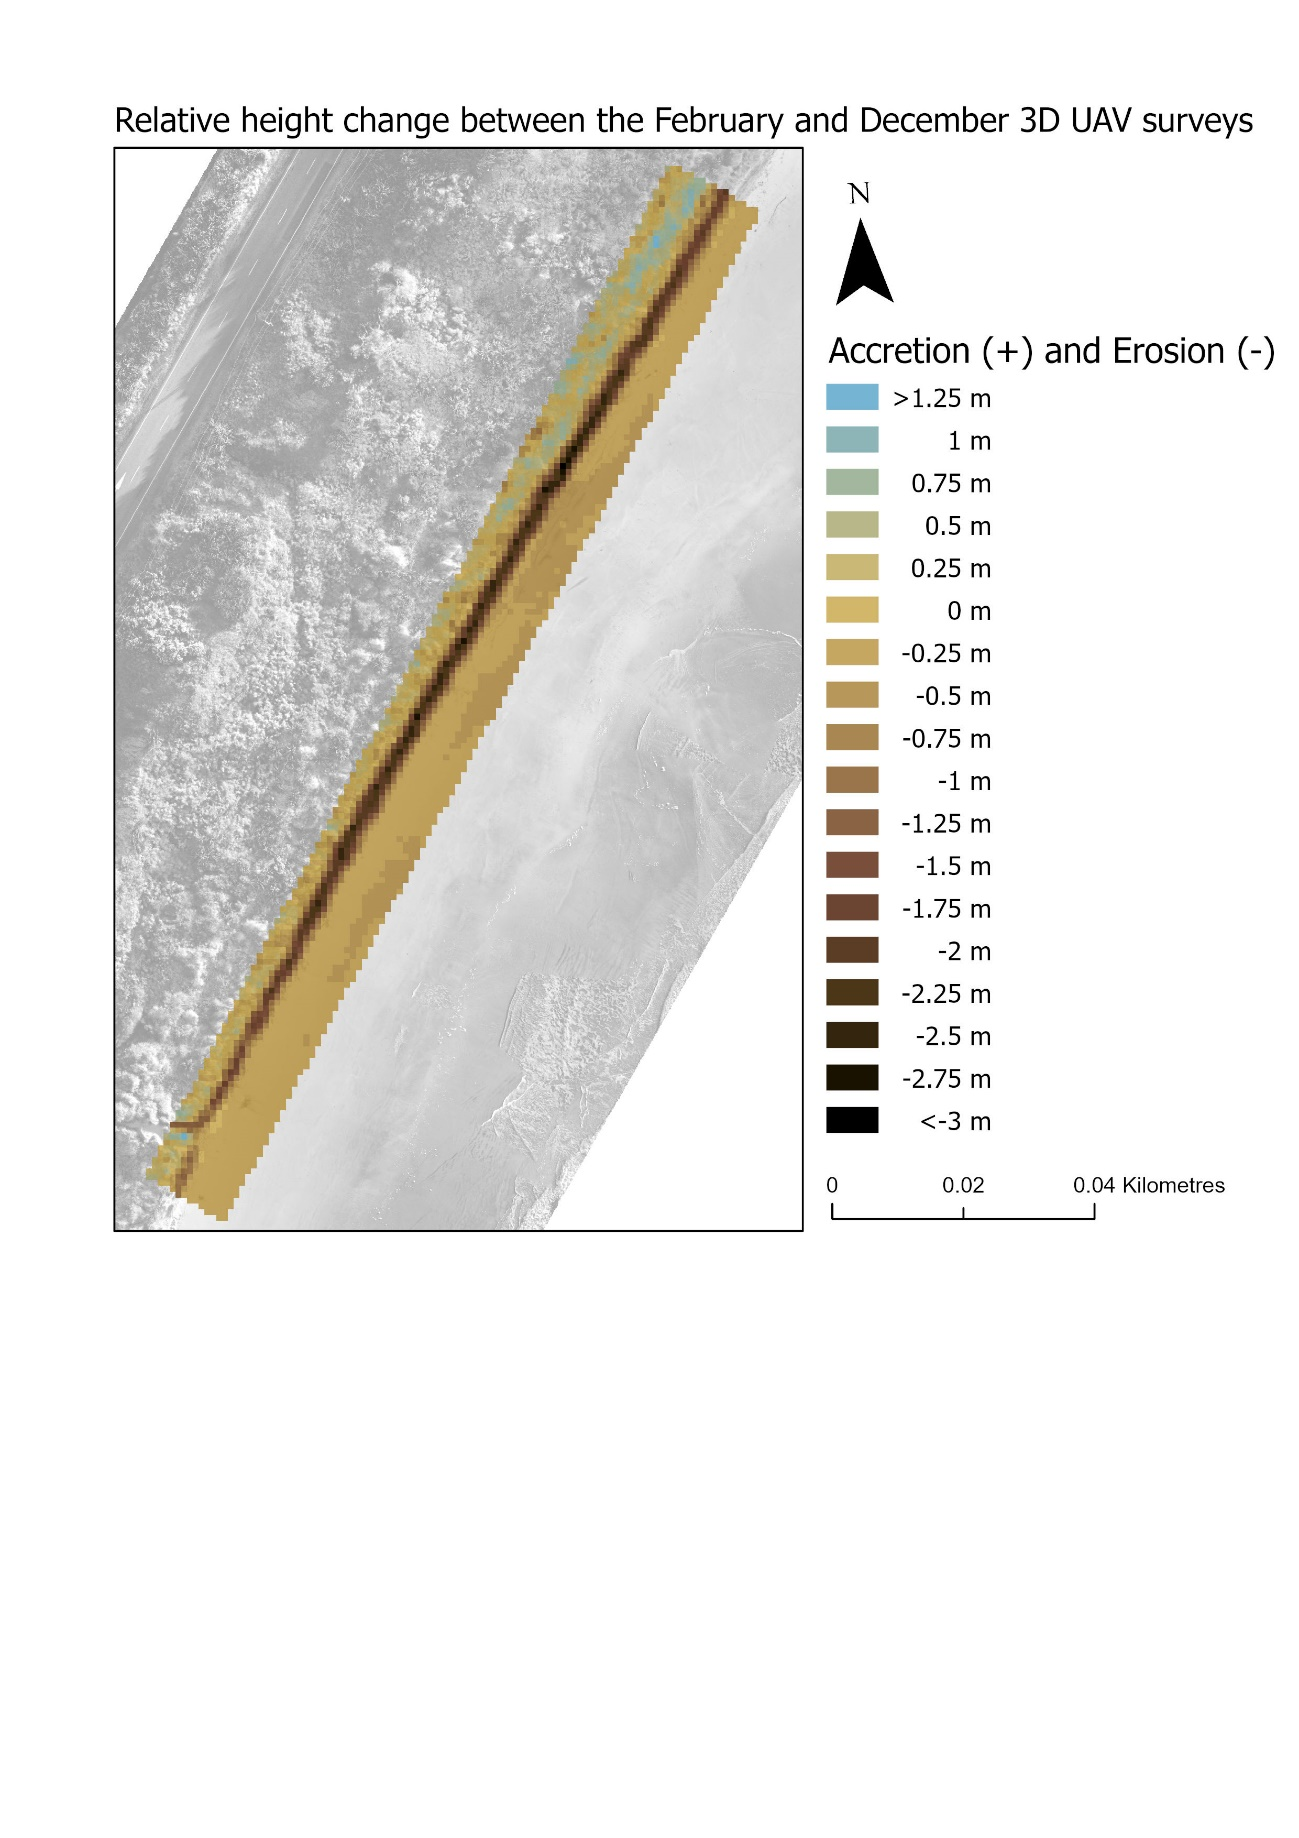 Relative height change between the February and December 3D UAV surveys
N
Accretion (+) and Erosion (-)
>1.25 m
1 m
0.75 m
0.5 m
0.25 m
0 m
-0.25 m
-0.5 m
-0.75 m
-1 m
-1.25 m
-1.5 m
-1.75 m
-2 m
-2.25 m
-2.5 m
-2.75 m
<-3 m
0 0.02 0.04 Kilometres